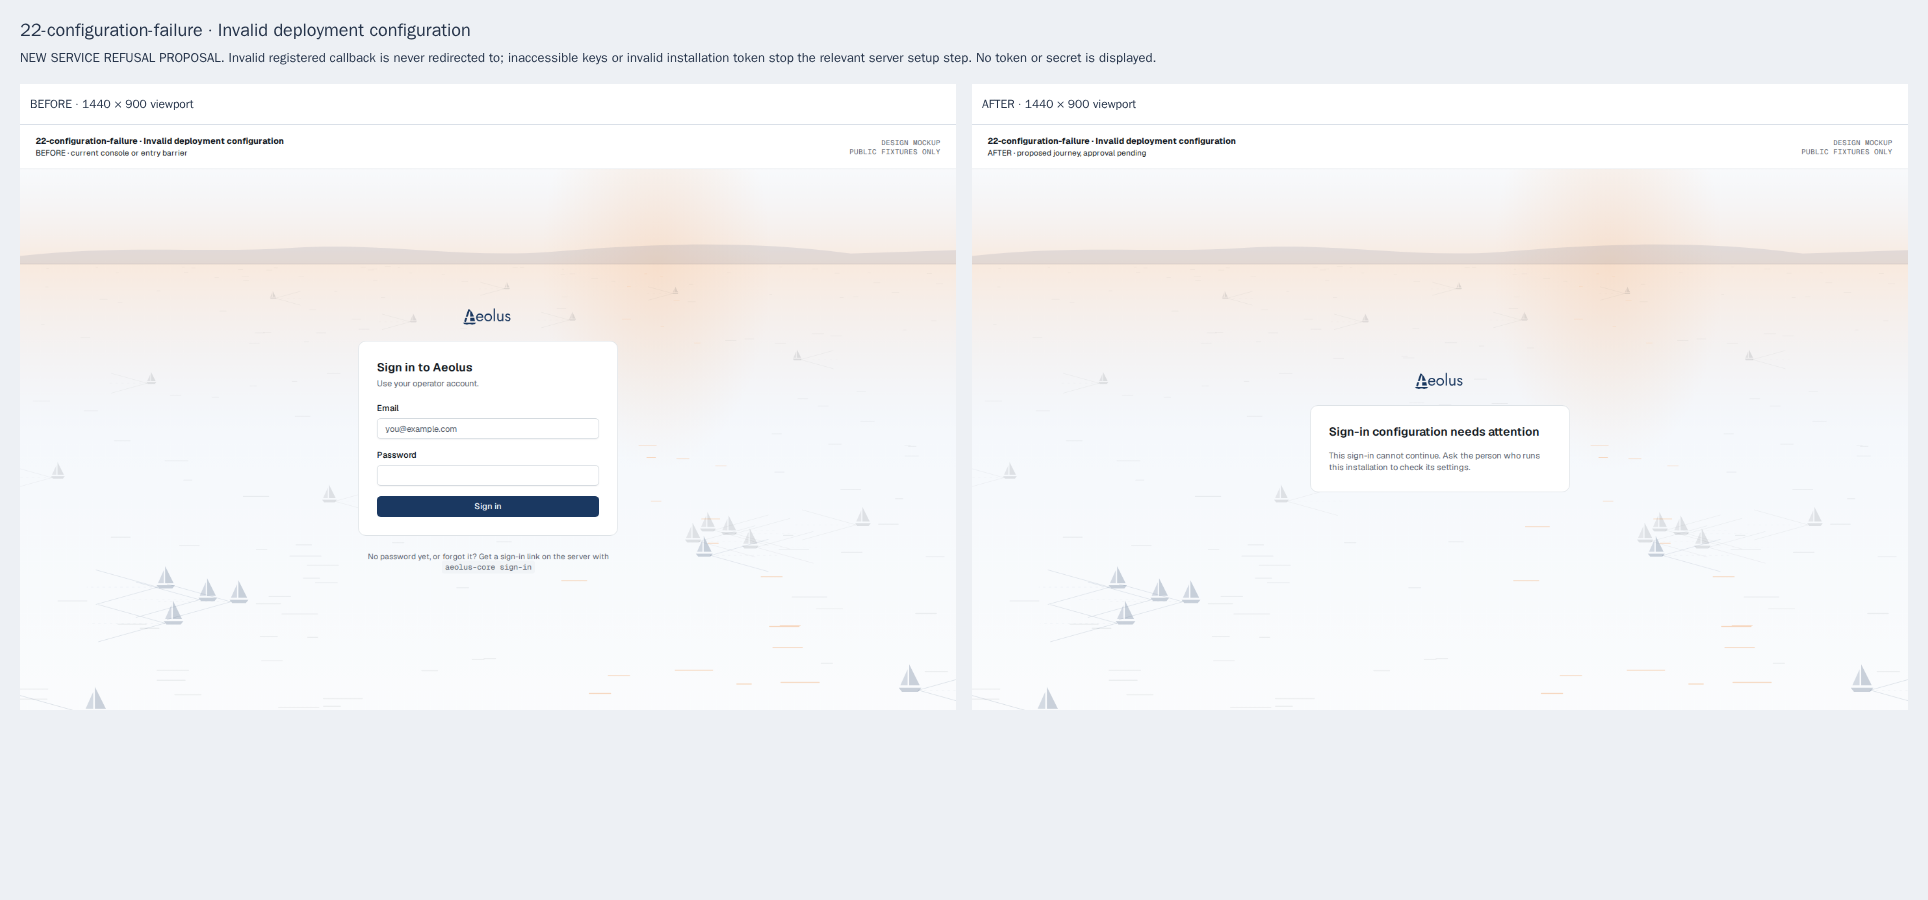 22-configuration-failure · Invalid deployment configuration
NEW SERVICE REFUSAL PROPOSAL. Invalid registered callback is never redirected to; inaccessible keys or invalid installation token stop the relevant server setup step. No token or secret is displayed.
BEFORE · 1440 × 900 viewport
22-configuration-failure · Invalid deployment configuration
BEFORE · current console or entry barrier
DESIGN MOCKUP
PUBLIC FIXTURES ONLY
Aeolus
Sign in to Aeolus
Use your operator account.
Email
you@example.com
Password
Sign in
No password yet, or forgot it? Get a sign-in link on the server with
aeolus-core sign-in
AFTER · 1440 × 900 viewport
22-configuration-failure · Invalid deployment configuration
AFTER · proposed journey, approval pending
DESIGN MOCKUP
PUBLIC FIXTURES ONLY
Aeolus
Sign-in configuration needs attention
This sign-in cannot continue. Ask the person who runs
this installation to check its settings.